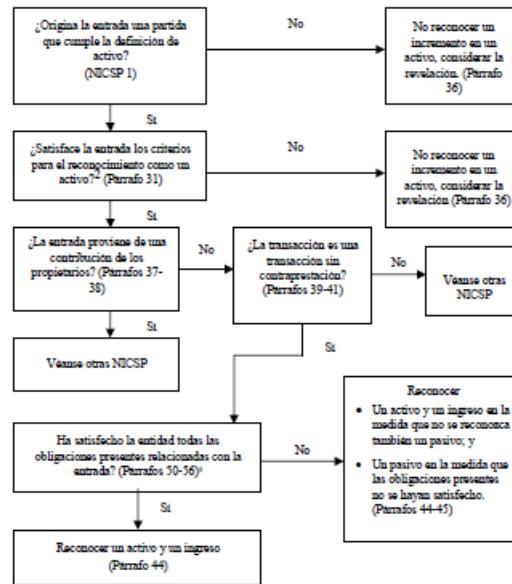 ¿Origina la entrada una partida
que cumple la definición de
activo?
(NICSP 1)
No
No reconocer un
incremento en un
activo, considerar la
revelación. (Párrafo
36)
Si
¿Satisface la entrada los criterios
para el reconocimiento como un
activo? (Párrafo 31)
No
No reconocer un
incremento en un
activo, considerar la
revelación (Párrafo 36)
Si
¿La entrada proviene de una
contribución de los
propietarios? (Párrafos 37-
38)
No
¿La transacción es una
transacción sin
contraprestación?
(Párrafos 39-41)
No
Véanse otras
NICSP
Si
Véanse otras NICSP
Si
Ha satisfecho la entidad todas las
obligaciones presentes relacionadas con la
entrada? (Párrafos 50-56)
No
Reconocer
• Un activo y un ingreso en la
medida que no se reconozca
también un pasivo; y
• Un pasivo en la medida que
las obligaciones presentes
no se hayan satisfecho.
(Párrafos 44-45)
Si
Reconocer un activo y un ingreso
(Párrafo 44)